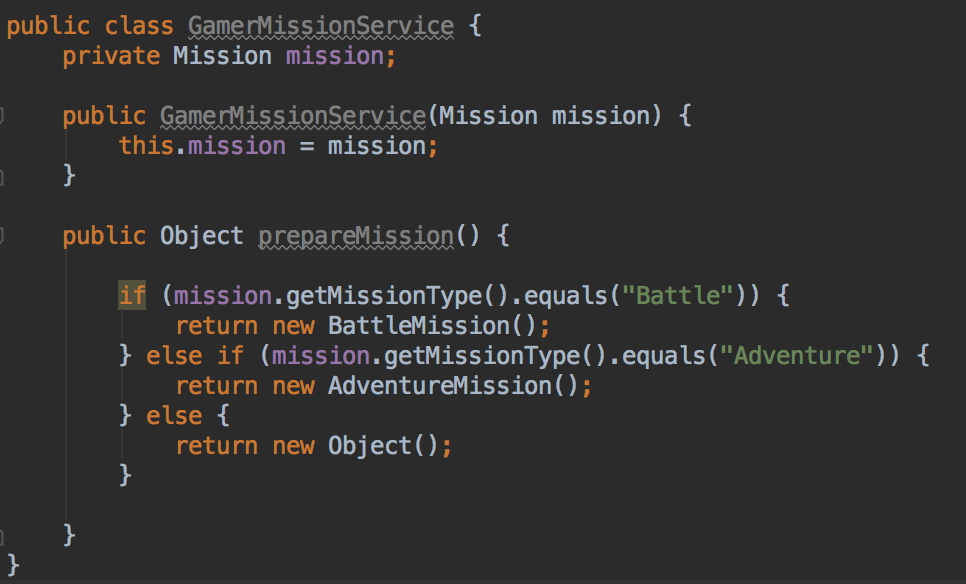 public class GamerMissionService {
    private Mission mission;

    public GamerMissionService(Mission mission) {
        this.mission = mission;
    }

    public Object prepareMission() {

        if (mission.getMissionType().equals("Battle")) {
            return new BattleMission();
        } else if (mission.getMissionType().equals("Adventure")) {
            return new AdventureMission();
        } else {
            return new Object();
        }

    }
}